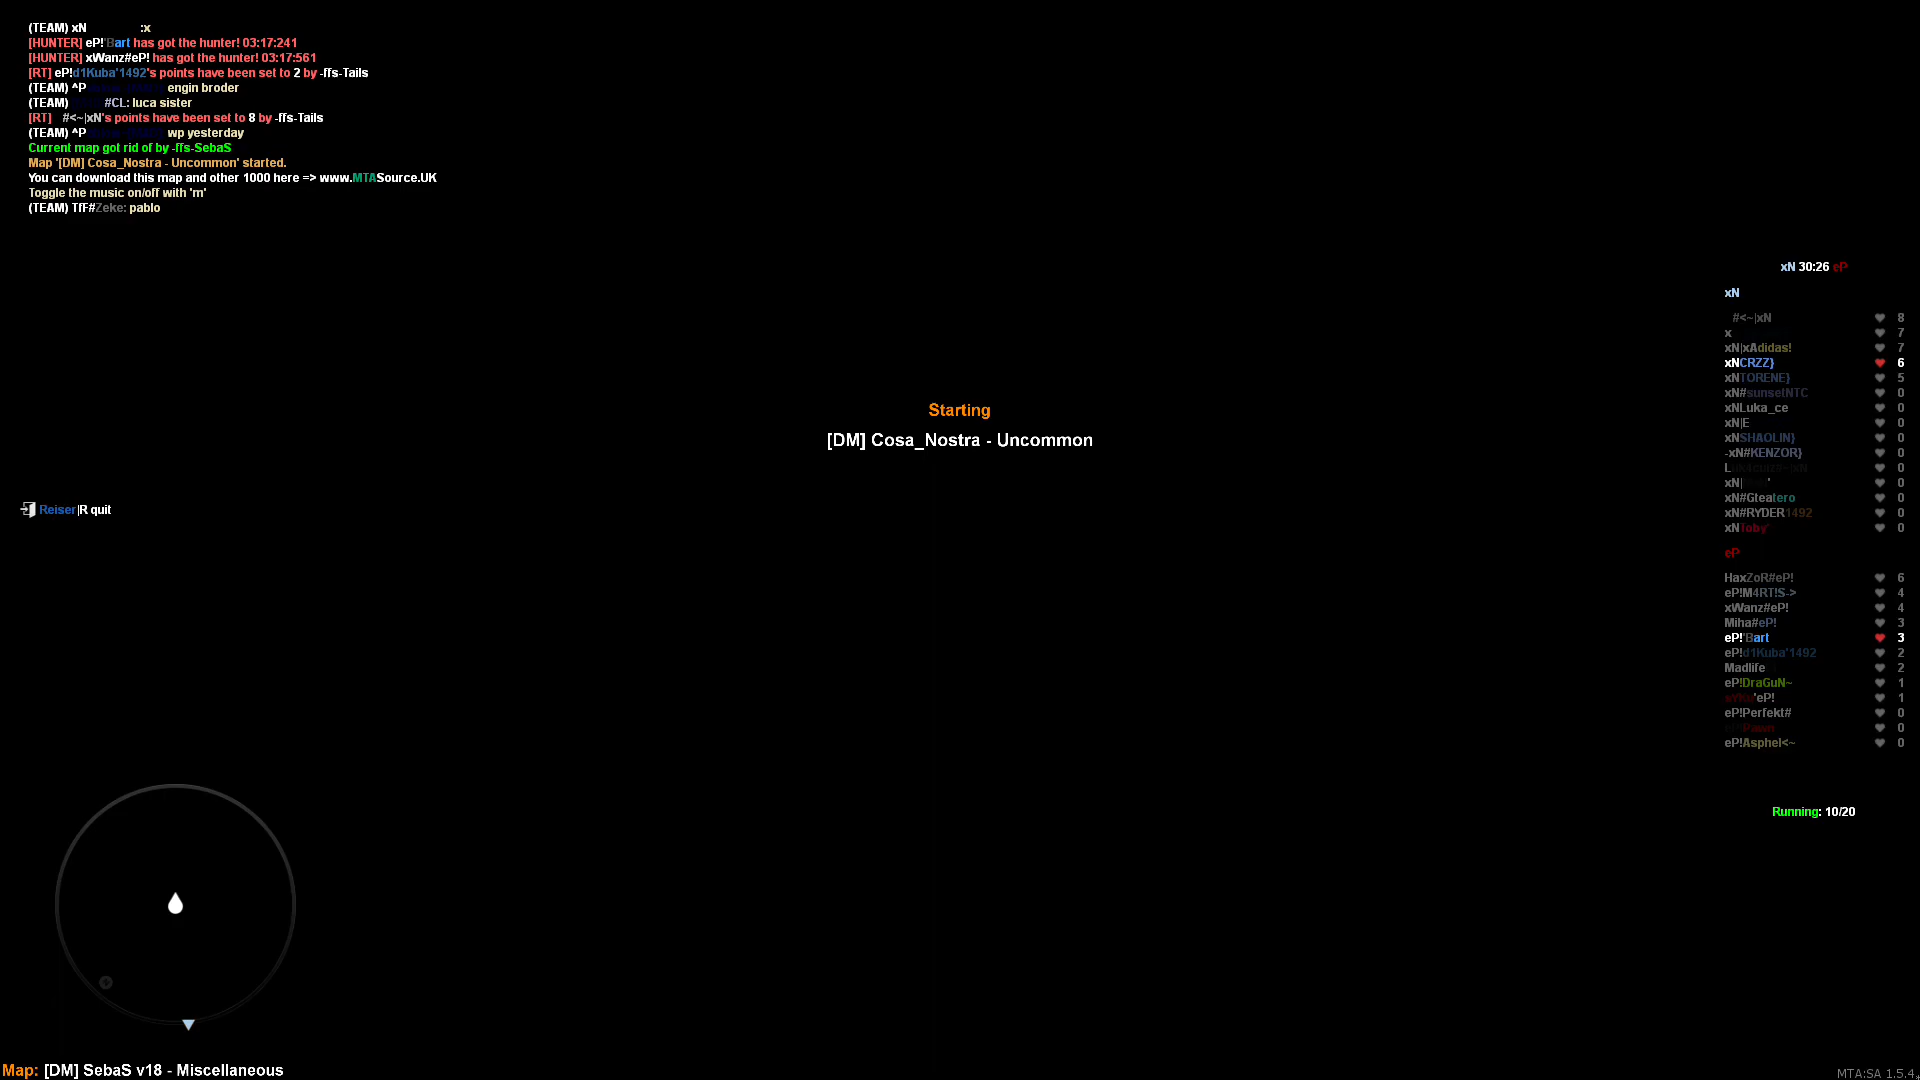 (TEAM) xN :x
[HUNTER] eP!'Bart has got the hunter! 03:17:241
[HUNTER] xWanz#eP! has got the hunter! 03:17:561
[RT] eP!d1Kuba'1492's points have been set to 2 by -ffs-Tails
(TEAM) ^P engin broder
(TEAM) #CL: luca sister
[RT] #<~|xN's points have been set to 8 by -ffs-Tails
(TEAM) ^P wp yesterday
Current map got rid of by -ffs-SebaS
Map '[DM] Cosa_Nostra - Uncommon' started.
You can download this map and other 1000 here => www.MTASource.UK
Toggle the music on/off with 'm'
(TEAM) TfF#Zeke: pablo
xN 30:26 eP
xN
#<~|xN 8
x 7
xN|xAdidas! 7
xNCRZZ} 6
xNTORENE} 5
xN#sunsetNTC 0
xNLuka_ce 0
xN|E 0
xNSHAOLIN} 0
-xN#KENZOR} 0
L 0
xN| ' 0
xN#Gteatero 0
xN#RYDER1492 0
xNToby' 0
eP
HaxZoR#eP! 6
eP!M4RT!S-> 4
xWanz#eP! 4
Miha#eP! 3
eP!'Bart 3
eP!d1Kuba'1492 2
Madlife 2
eP!DraGuN~ 1
'eP! 1
eP!Perfekt# 0
0
eP!Asphel<~ 0
Starting
[DM] Cosa_Nostra - Uncommon
Reiser|R quit
Running: 10/20
Map: [DM] SebaS v18 - Miscellaneous
MTA:SA 1.5.4